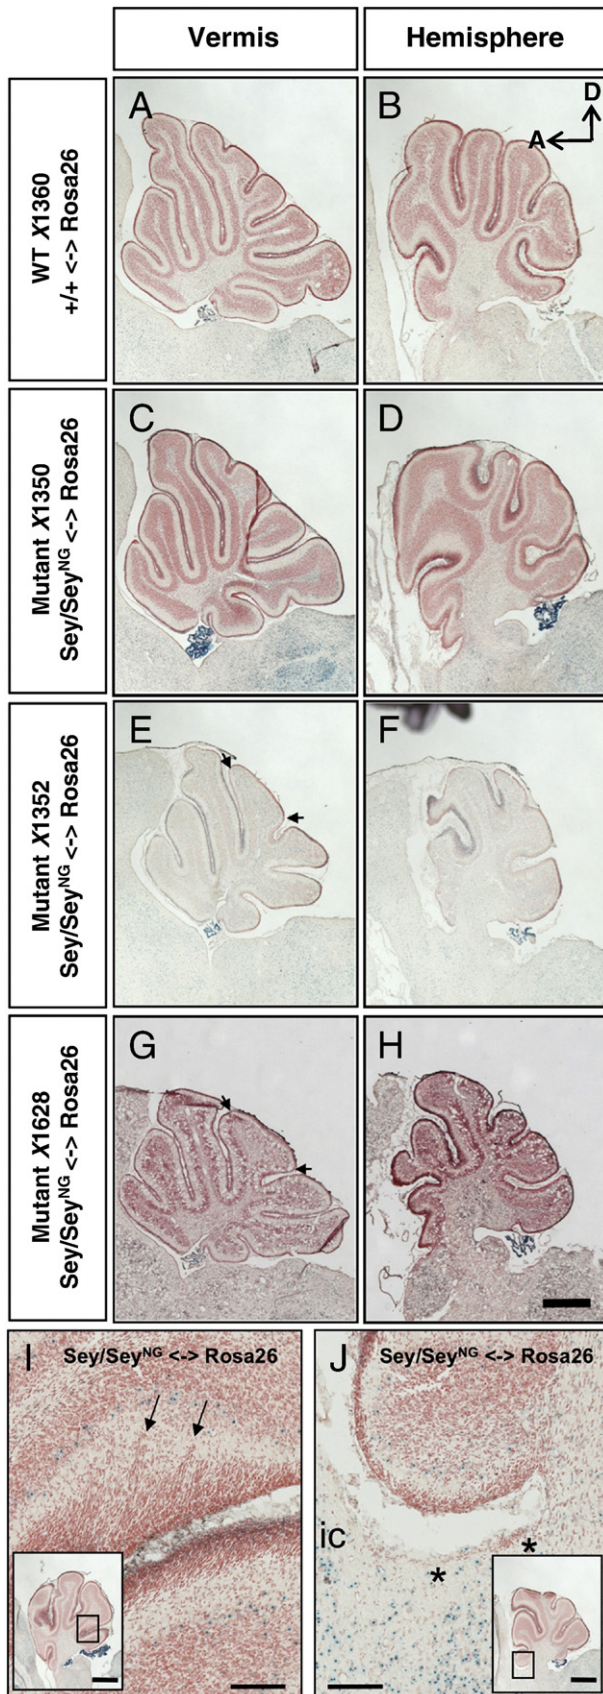 Vermis
Hemisphere
WT X1360
+/+ <-> Rosa26
A
B
D
A
Mutant X1350
Sey/Sey^NG <-> Rosa26
C
D
Mutant X1352
Sey/Sey^NG <-> Rosa26
E
F
Mutant X1628
Sey/Sey^NG <-> Rosa26
G
H
I
Sey/Sey^NG <-> Rosa26
J
Sey/Sey^NG <-> Rosa26
ic
*
*